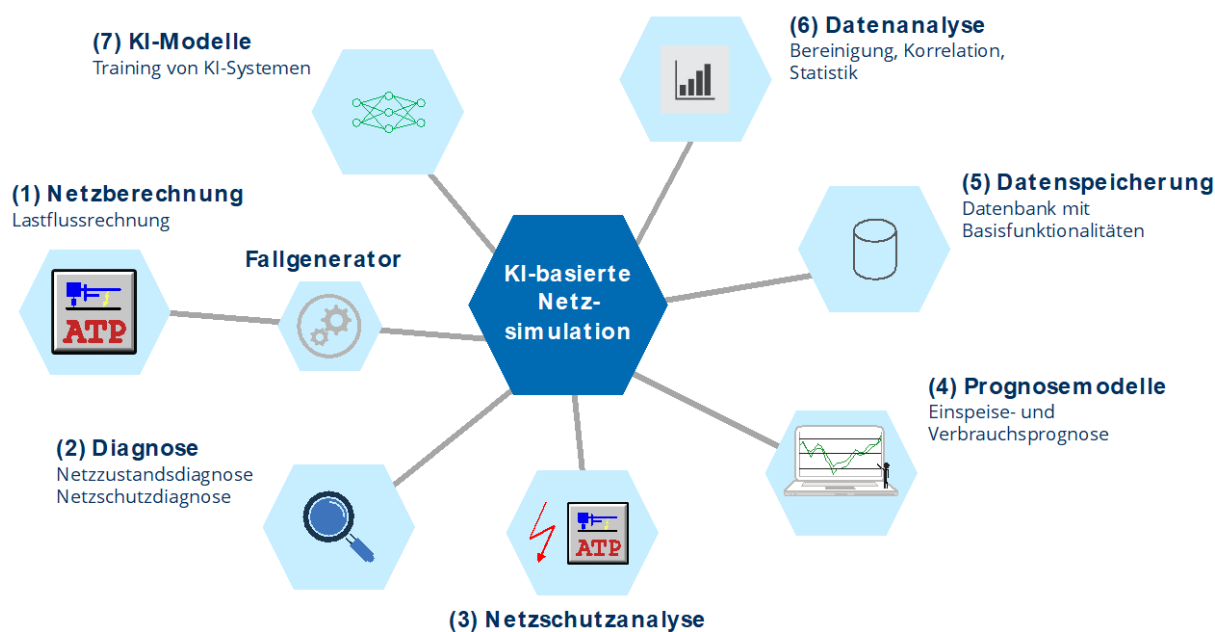 (7) KI-Modelle
Training von KI-Systemen
(6) Datenanalyse
Bereinigung, Korrelation,
Statistik
(1) Netzberechnung
Lastflussrechnung
ATP
Fallgenerator
KI-basierte
Netz-
simulation
(5) Datenspeicherung
Datenbank mit
Basisfunktionalitäten
(4) Prognosemodelle
Einspeise- und
Verbrauchsprognose
(2) Diagnose
Netzzustandsdiagnose
Netzschutzdiagnose
ATP
(3) Netzschutzanalyse